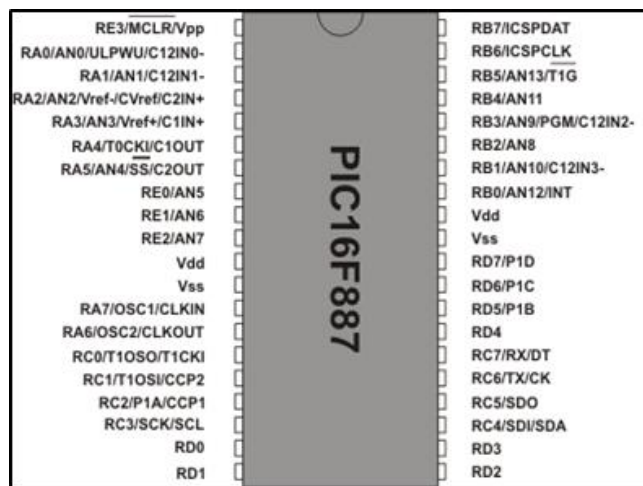 RE3/MCLR/Vpp
RA0/AN0/ULPWU/C12IN0-
RA1/AN1/C12IN1-
RA2/AN2/Vref-/CVref/C2IN+
RA3/AN3/Vref+/C1IN+
RA4/T0CKI/C1OUT
RA5/AN4/SS/C2OUT
RE0/AN5
RE1/AN6
RE2/AN7
Vdd
Vss
RA7/OSC1/CLKIN
RA6/OSC2/CLKOUT
RC0/T1OSO/T1CKI
RC1/T1OSI/CCP2
RC2/P1A/CCP1
RC3/SCK/SCL
RD0
RD1
PIC16F887
RB7/ICSPDAT
RB6/ICSPCLK
RB5/AN13/T1G
RB4/AN11
RB3/AN9/PGM/C12IN2-
RB2/AN8
RB1/AN10/C12IN3-
RB0/AN12/INT
Vdd
Vss
RD7/P1D
RD6/P1C
RD5/P1B
RD4
RC7/RX/DT
RC6/TX/CK
RC5/SDO
RC4/SDI/SDA
RD3
RD2